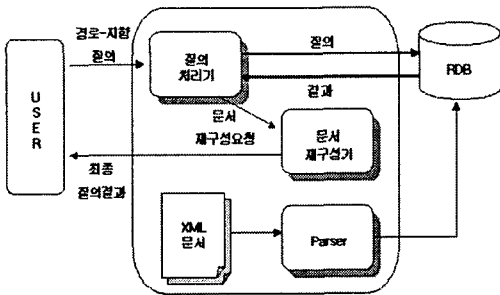 경로-지향
질의
질의
처리기
질의
결과
RDB
USER
문서
재구성요청
문서
재구성기
최종
질의결과
XML
문서
Parser